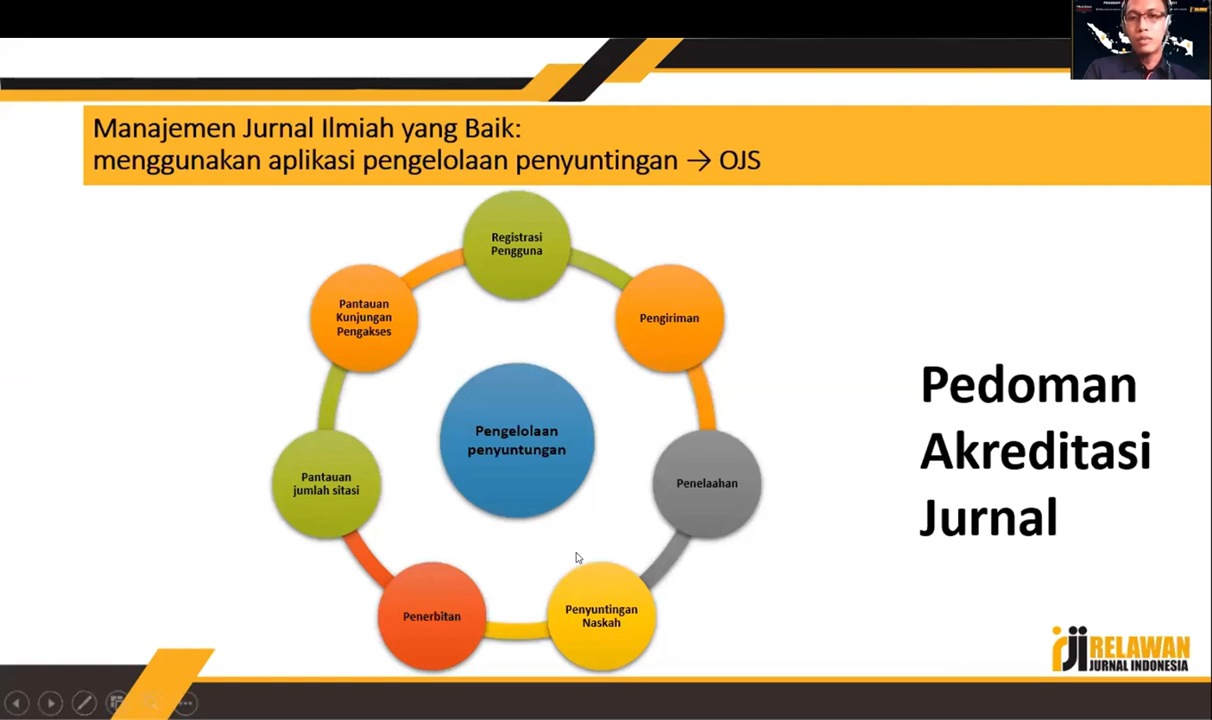 Manajemen Jurnal Ilmiah yang Baik:
menggunakan aplikasi pengelolaan penyuntingan → OJS
Registrasi
Pengguna
Pengiriman
Penelaahan
Penyuntingan
Naskah
Penerbitan
Pantauan
jumlah sitasi
Pantauan
Kunjungan
Pengakses
Pengelolaan
penyuntungan
Pedoman
Akreditasi
Jurnal
RELAWAN
JURNAL INDONESIA